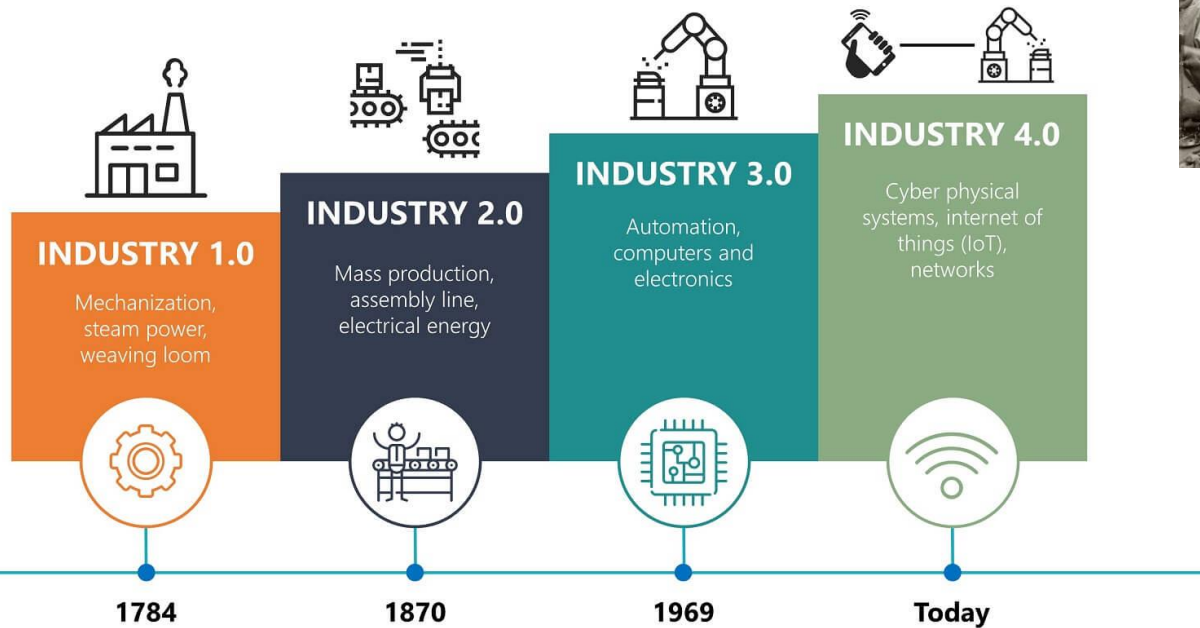 INDUSTRY 1.0
Mechanization,
steam power,
weaving loom
INDUSTRY 2.0
Mass production,
assembly line,
electrical energy
INDUSTRY 3.0
Automation,
computers and
electronics
INDUSTRY 4.0
Cyber physical
systems, internet of
things (IoT),
networks
1784
1870
1969
Today